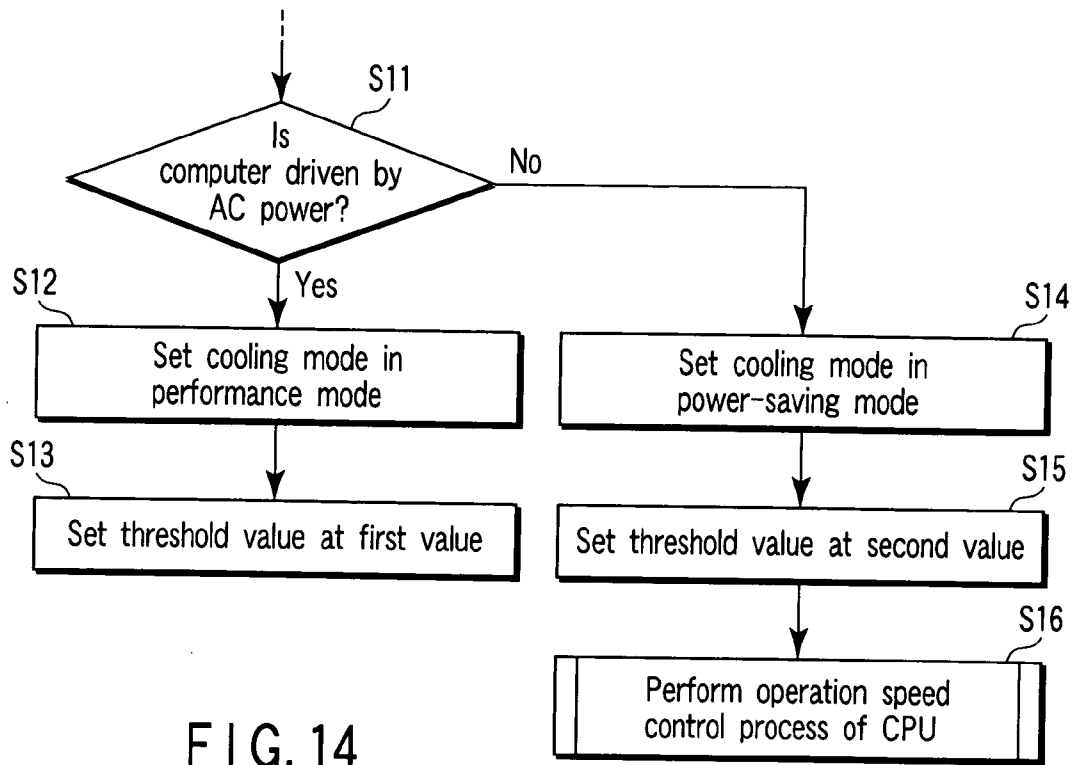 S11
Is
computer driven by
AC power?
No
Yes
S12
Set cooling mode in
performance mode
S14
Set cooling mode in
power-saving mode
S13
Set threshold value at first value
S15
Set threshold value at second value
S16
Perform operation speed
control process of CPU
FIG. 14